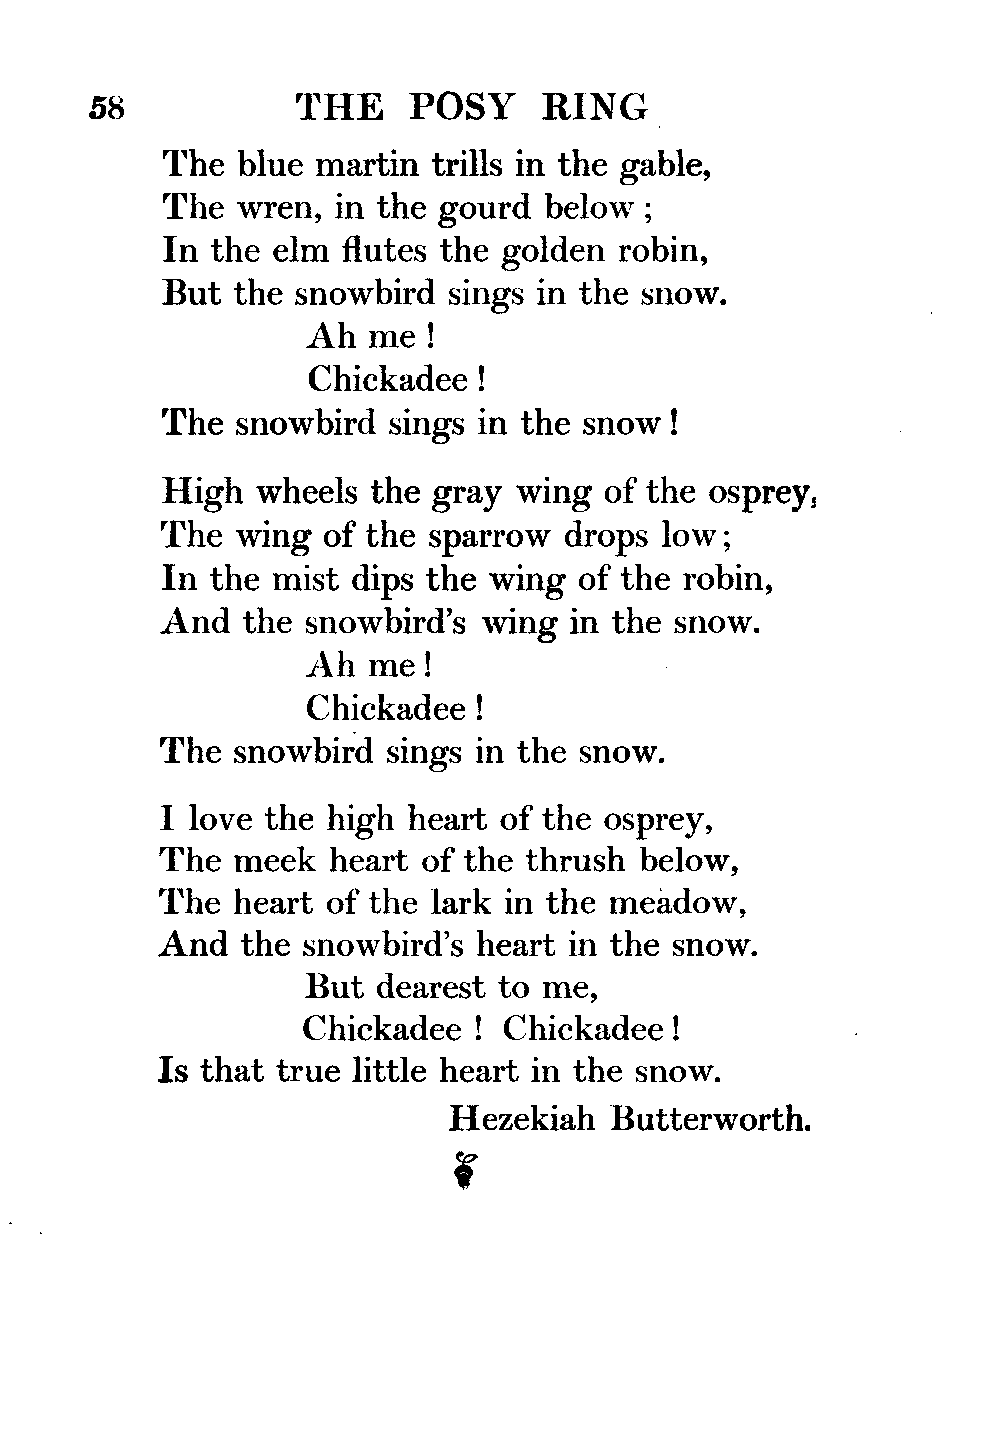 58 THE POSY RING
The blue martin trills in the gable,
The wren, in the gourd below ;
In the elm flutes the golden robin,
But the snowbird sings in the snow.
Ah me !
Chickadee !
The snowbird sings in the snow !
High wheels the gray wing of the osprey,
The wing of the sparrow drops low ;
In the mist dips the wing of the robin,
And the snowbird's wing in the snow.
Ah me !
Chickadee !
The snowbird sings in the snow.
I love the high heart of the osprey,
The meek heart of the thrush below,
The heart of the lark in the meadow,
And the snowbird's heart in the snow.
But dearest to me,
Chickadee ! Chickadee !
Is that true little heart in the snow.
Hezekiah Butterworth.